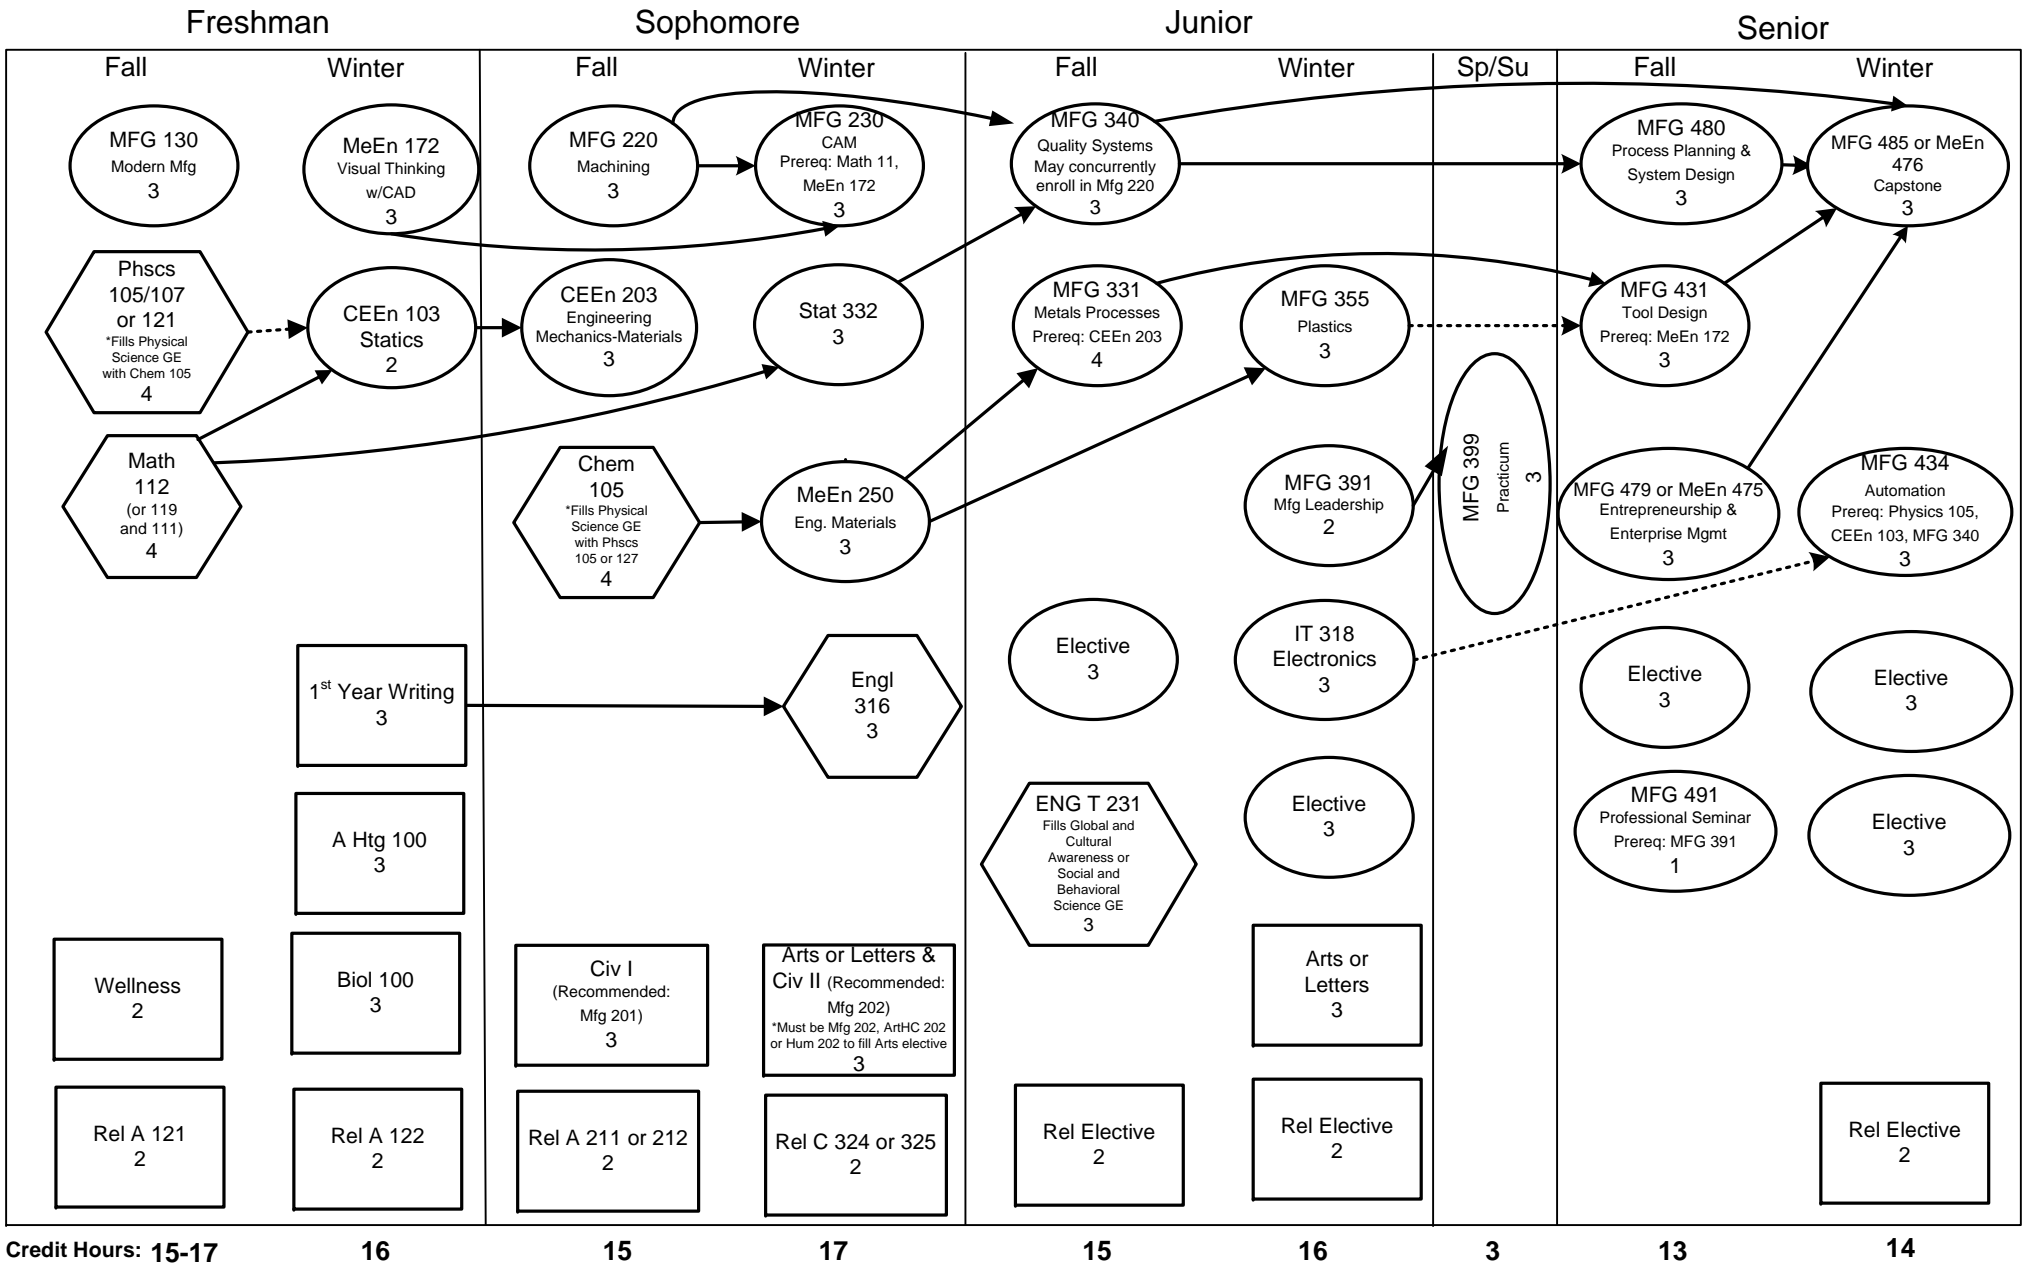 Freshman
Sophomore
Junior
Senior
Fall
Winter
Fall
Winter
Fall
Winter
Sp/Su
Fall
Winter
MFG 130
Modern Mfg
3
Phscs
105/107
or 121
*Fills Physical
Science GE
with Chem 105
4
Math
112
(or 119
and 111)
4
Wellness
2
Rel A 121
2
MeEn 172
Visual Thinking
w/CAD
3
CEEn 103
Statics
2
1st Year Writing
3
A Htg 100
3
Biol 100
3
Rel A 122
2
MFG 220
Machining
3
CEEn 203
Engineering
Mechanics-Materials
3
Chem
105
*Fills Physical
Science GE
with Phscs
105 or 127
4
Civ I
(Recommended:
Mfg 201)
3
Rel A 211 or 212
2
MFG 230
CAM
Prereq: Math 11,
MeEn 172
3
Stat 332
3
MeEn 250
Eng. Materials
3
Engl
316
3
Arts or Letters &
Civ II (Recommended:
Mfg 202)
*Must be Mfg 202, ArtHC 202
or Hum 202 to fill Arts elective
3
Rel C 324 or 325
2
MFG 340
Quality Systems
May concurrently
enroll in Mfg 220
3
MFG 331
Metals Processes
Prereq: CEEn 203
4
Elective
3
ENG T 231
Fills Global and
Cultural
Awareness or
Social and
Behavioral
Science GE
3
Rel Elective
2
MFG 355
Plastics
3
MFG 391
Mfg Leadership
2
IT 318
Electronics
3
Elective
3
Arts or
Letters
3
Rel Elective
2
MFG 399
Practicum
3
MFG 480
Process Planning &
System Design
3
MFG 431
Tool Design
Prereq: MeEn 172
3
MFG 479 or MeEn 475
Entrepreneurship &
Enterprise Mgmt
3
Elective
3
MFG 491
Professional Seminar
Prereq: MFG 391
1
MFG 485 or MeEn
476
Capstone
3
MFG 434
Automation
Prereq: Physics 105,
CEEn 103, MFG 340
3
Elective
3
Elective
3
Rel Elective
2
Credit Hours: 15-17
16
15
17
15
16
3
13
14